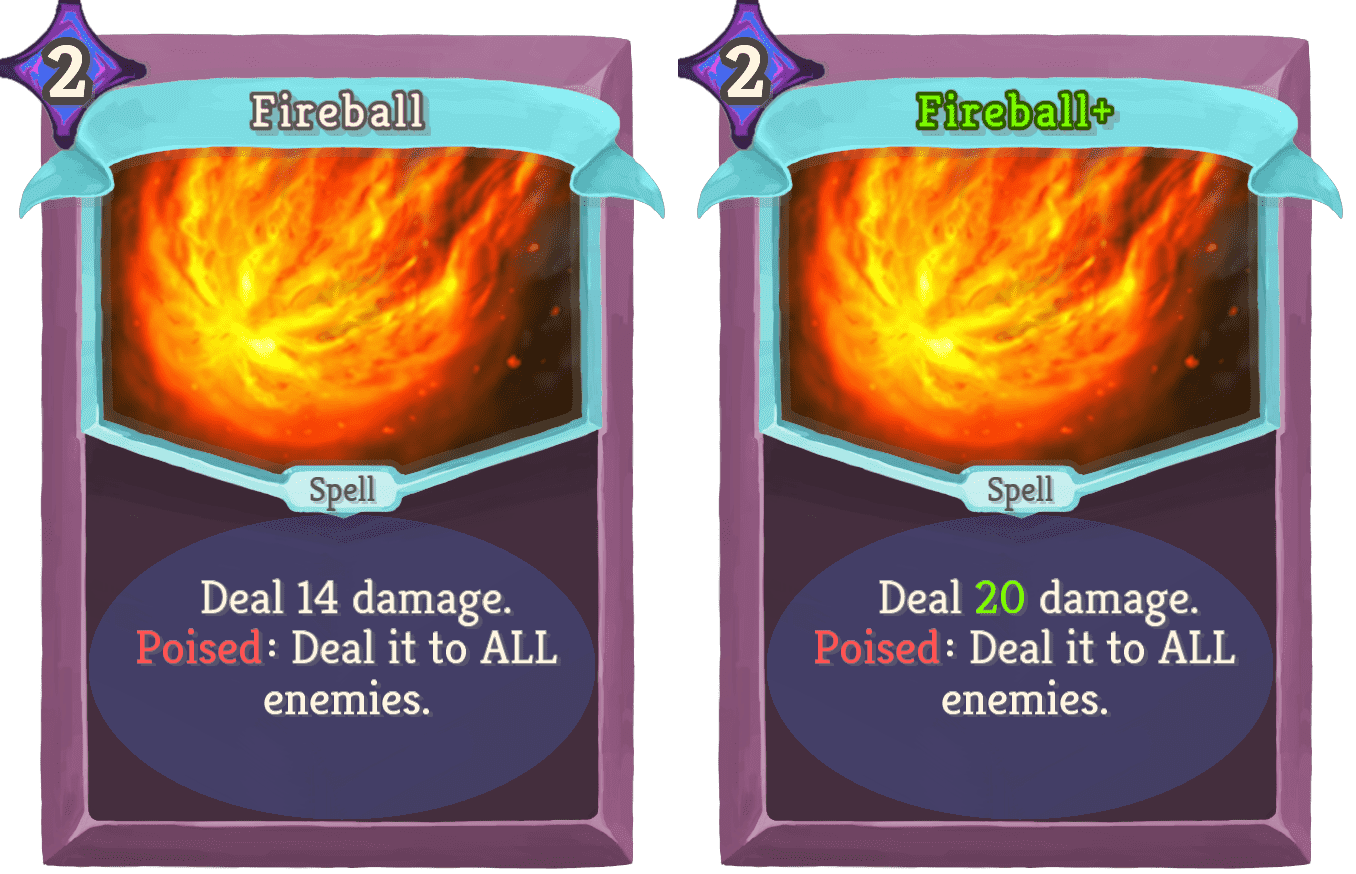 2
Fireball
Spell
Deal 14 damage.
Poised: Deal it to ALL
enemies.
2
Fireball+
Spell
Deal 20 damage.
Poised: Deal it to ALL
enemies.